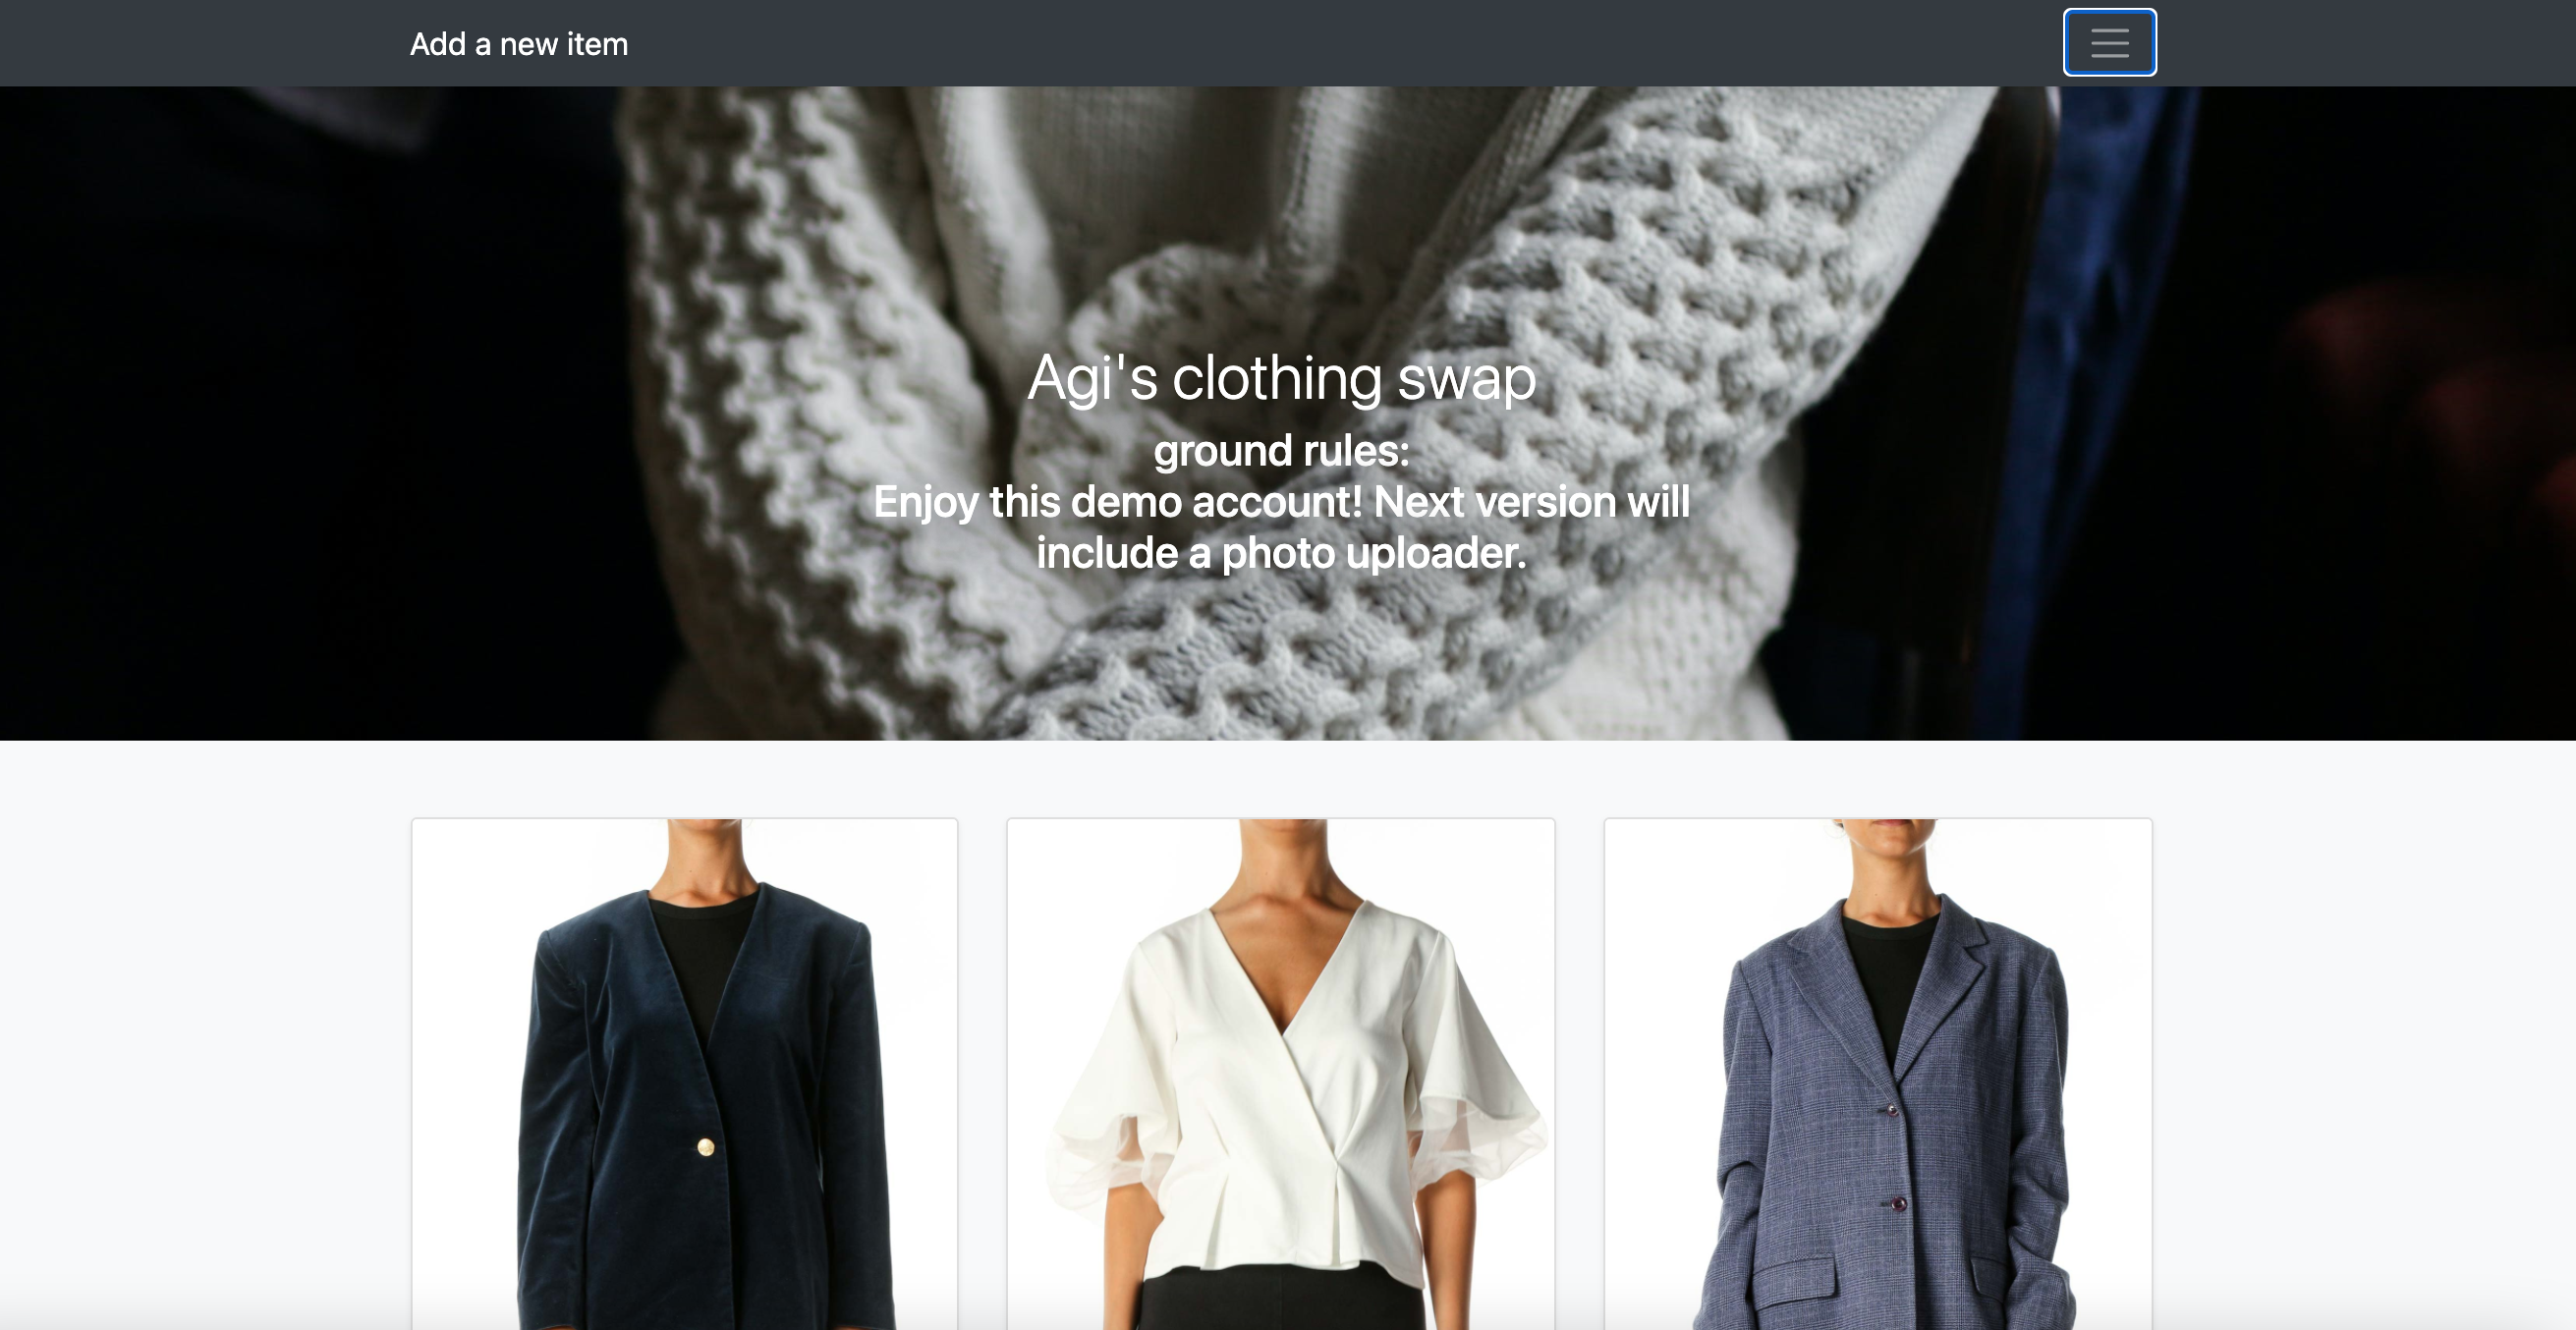 Add a new item
Agi's clothing swap
ground rules:
Enjoy this demo account! Next version will
include a photo uploader.